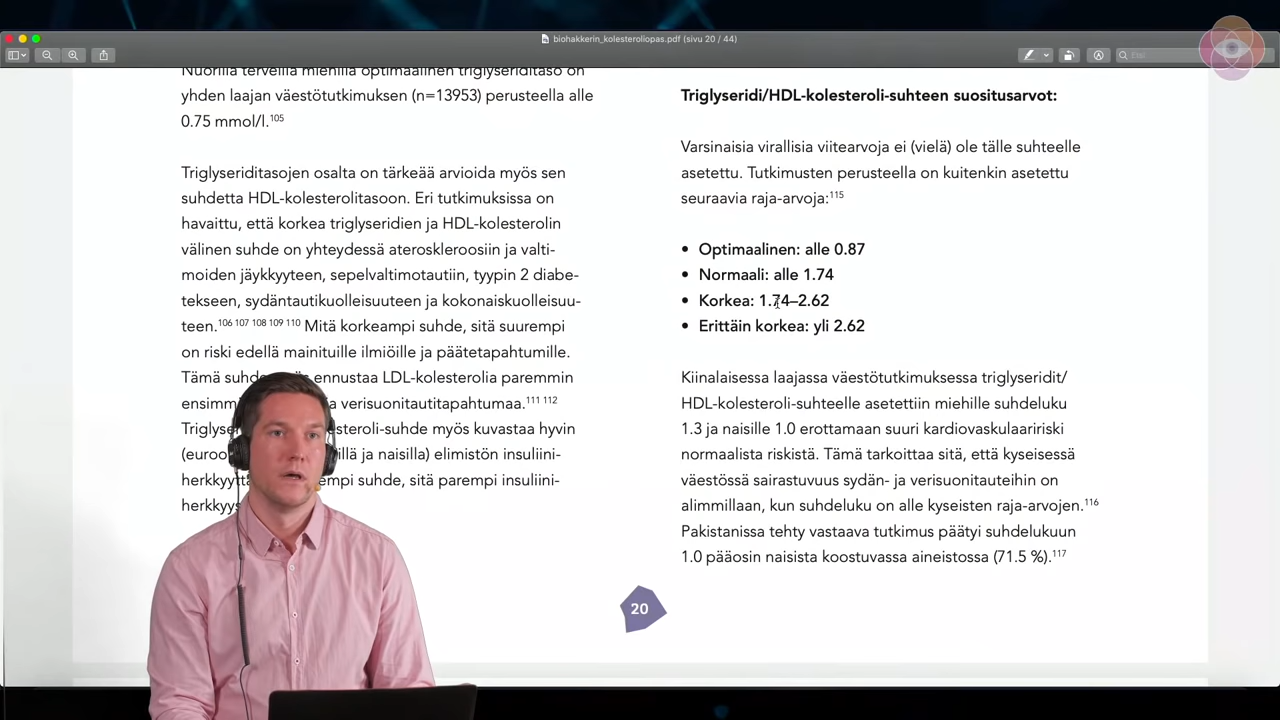 biohakkerin_kolesteroliopas.pdf (sivu 20 / 44)
Etsi
Nuorilla terveillä miehillä optimaalinen triglyseriditaso on
yhden laajan väestötutkimuksen (n=13953) perusteella alle
0.75 mmol/l.105
Triglyseriditasojen osalta on tärkeää arvioida myös sen
suhdetta HDL-kolesterolitasoon. Eri tutkimuksissa on
havaittu, että korkea triglyseridien ja HDL-kolesterolin
välinen suhde on yhteydessä ateroskleroosiin ja valti-
moiden jäykkyyteen, sepelvaltimotautiin, tyypin 2 diabe-
tekseen, sydäntautikuolleisuuteen ja kokonaiskuolleisuu-
teen.106 107 108 109 110 Mitä korkeampi suhde, sitä suurempi
on riski edellä mainituille ilmiöille ja päätetapahtumille.
Tämä ennustaa LDL-kolesterolia paremmin
verisuonitautitapahtumaa.111 112
myös kuvastaa hyvin
ja naisilla) elimistön insuliini-
suhde, sitä parempi insuliini-
20
Triglyseridi/HDL-kolesteroli-suhteen suositusarvot:
Varsinaisia virallisia viitearvoja ei (vielä) ole tälle suhteelle
asetettu. Tutkimusten perusteella on kuitenkin asetettu
seuraavia raja-arvoja:115
• Optimaalinen: alle 0.87
• Normaali: alle 1.74
• Korkea: 1.74–2.62
• Erittäin korkea: yli 2.62
Kiinalaisessa laajassa väestötutkimuksessa triglyseridit/
HDL-kolesteroli-suhteelle asetettiin miehille suhdeluku
1.3 ja naisille 1.0 erottamaan suuri kardiovaskulaaririski
normaalista riskistä. Tämä tarkoittaa sitä, että kyseisessä
väestössä sairastuvuus sydän- ja verisuonitauteihin on
alimmillaan, kun suhdeluku on alle kyseisten raja-arvojen.116
Pakistanissa tehty vastaava tutkimus päätyi suhdelukuun
1.0 pääosin naisista koostuvassa aineistossa (71.5 %).117